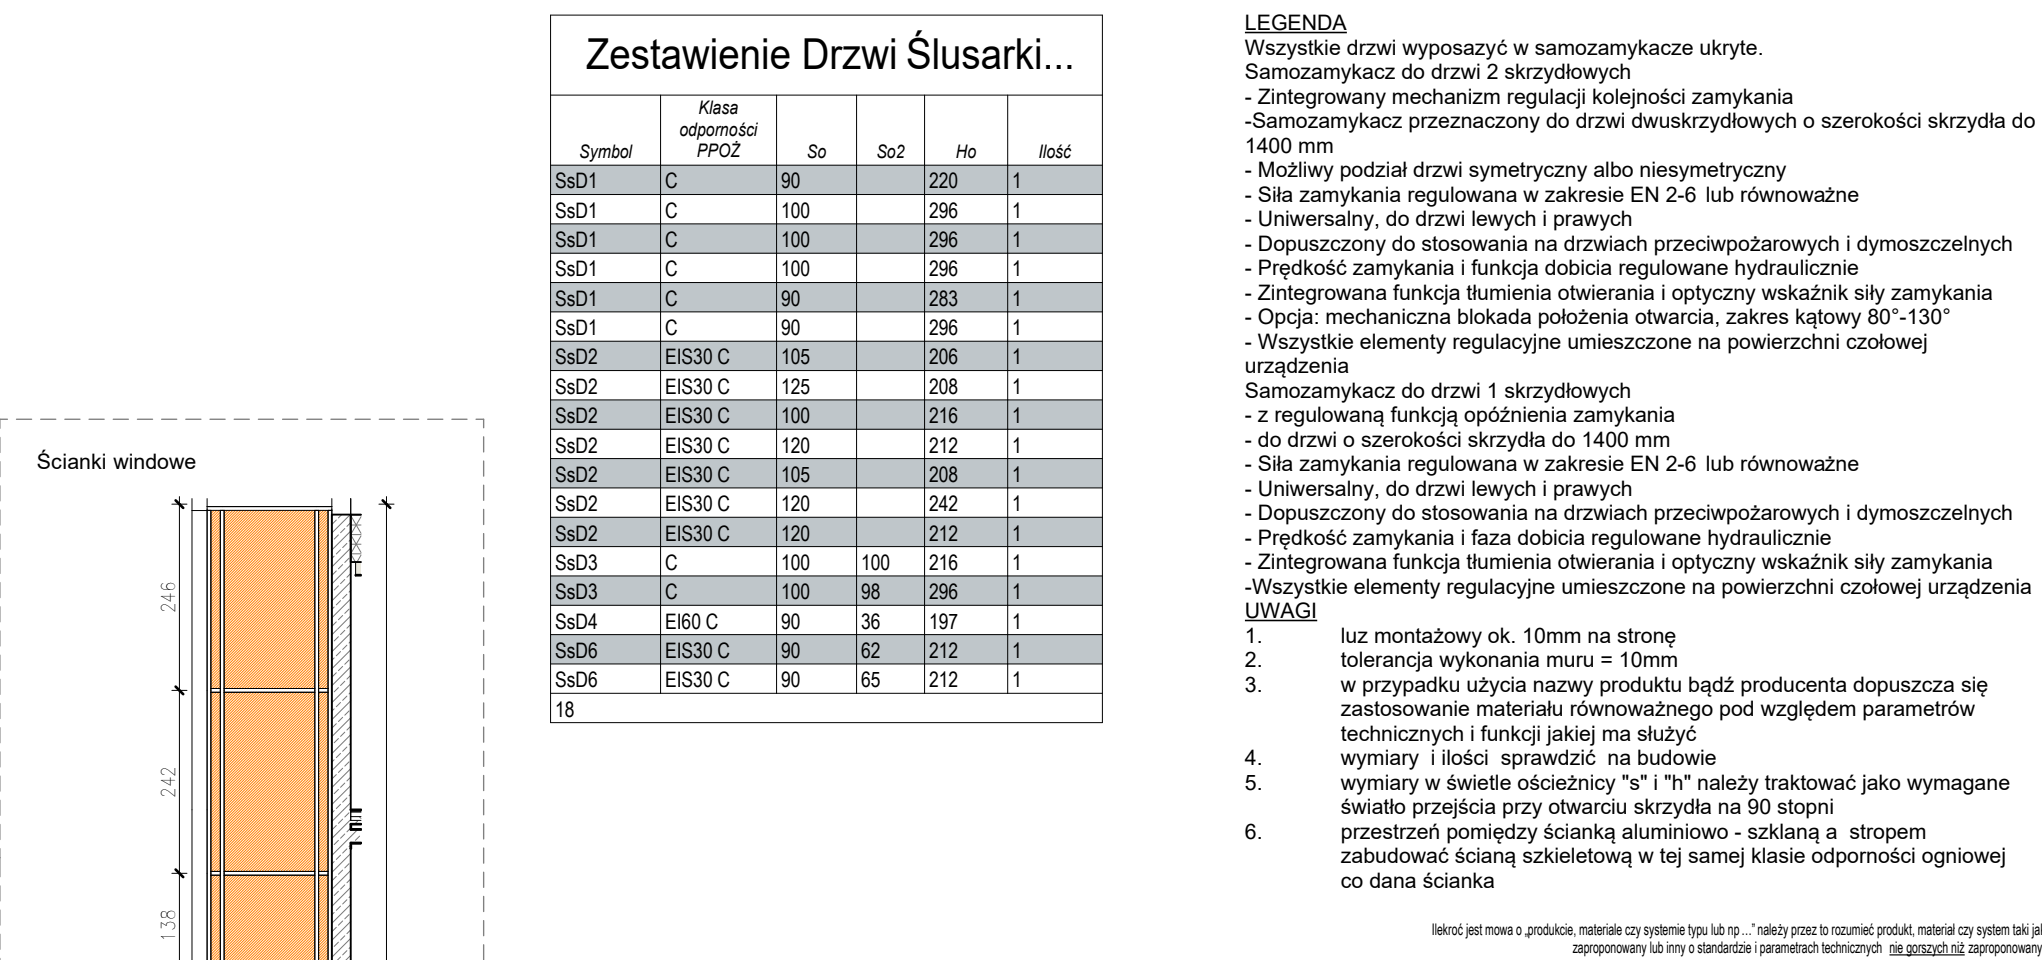 Zestawienie Drzwi Ślusarki...
Symbol Klasa odporności PPOŻ So So2 Ho Ilość
SsD1 C 90 220 1
SsD1 C 100 296 1
SsD1 C 100 296 1
SsD1 C 100 296 1
SsD1 C 90 283 1
SsD1 C 90 296 1
SsD2 EIS30 C 105 206 1
SsD2 EIS30 C 125 208 1
SsD2 EIS30 C 100 216 1
SsD2 EIS30 C 120 212 1
SsD2 EIS30 C 105 208 1
SsD2 EIS30 C 120 242 1
SsD2 EIS30 C 120 212 1
SsD3 C 100 100 216 1
SsD3 C 100 98 296 1
SsD4 EI60 C 90 36 197 1
SsD6 EIS30 C 90 62 212 1
SsD6 EIS30 C 90 65 212 1
18
Ścianki windowe
246
242
138
LEGENDA
Wszystkie drzwi wyposażyć w samozamykacze ukryte.
Samozamykacz do drzwi 2 skrzydłowych
- Zintegrowany mechanizm regulacji kolejności zamykania
-Samozamykacz przeznaczony do drzwi dwuskrzydłowych o szerokości skrzydła do
1400 mm
- Możliwy podział drzwi symetryczny albo niesymetryczny
- Siła zamykania regulowana w zakresie EN 2-6 lub równoważne
- Uniwersalny, do drzwi lewych i prawych
- Dopuszczony do stosowania na drzwiach przeciwpożarowych i dymoszczelnych
- Prędkość zamykania i funkcja dobicia regulowane hydraulicznie
- Zintegrowana funkcja tłumienia otwierania i optyczny wskaźnik siły zamykania
- Opcja: mechaniczna blokada położenia otwarcia, zakres kątowy 80°-130°
- Wszystkie elementy regulacyjne umieszczone na powierzchni czołowej
urządzenia
Samozamykacz do drzwi 1 skrzydłowych
- z regulowaną funkcją opóźnienia zamykania
- do drzwi o szerokości skrzydła do 1400 mm
- Siła zamykania regulowana w zakresie EN 2-6 lub równoważne
- Uniwersalny, do drzwi lewych i prawych
- Dopuszczony do stosowania na drzwiach przeciwpożarowych i dymoszczelnych
- Prędkość zamykania i faza dobicia regulowane hydraulicznie
- Zintegrowana funkcja tłumienia otwierania i optyczny wskaźnik siły zamykania
-Wszystkie elementy regulacyjne umieszczone na powierzchni czołowej urządzenia
UWAGI
1. luz montażowy ok. 10mm na stronę
2. tolerancja wykonania muru = 10mm
3. w przypadku użycia nazwy produktu bądź producenta dopuszcza się
zastosowanie materiału równoważnego pod względem parametrów
technicznych i funkcji jakiej ma służyć
4. wymiary i ilości sprawdzić na budowie
5. wymiary w świetle ościeżnicy "s" i "h" należy traktować jako wymagane
światło przejścia przy otwarciu skrzydła na 90 stopni
6. przestrzeń pomiędzy ścianką aluminiowo - szklaną a stropem
zabudować ścianą szkieletową w tej samej klasie odporności ogniowej
co dana ścianka
Ilekroć jest mowa o „produkcie, materiale czy systemie typu lub np ...” należy przez to rozumieć produkt, materiał czy system taki jak
zaproponowany lub inny o standardzie i parametrach technicznych nie gorszych niż zaproponowany